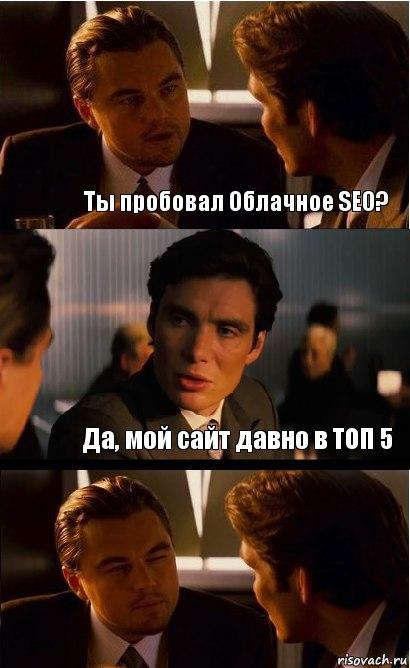 Ты пробовал Облачное SEO?
Да, мой сайт давно в ТОП 5
risovach.ru